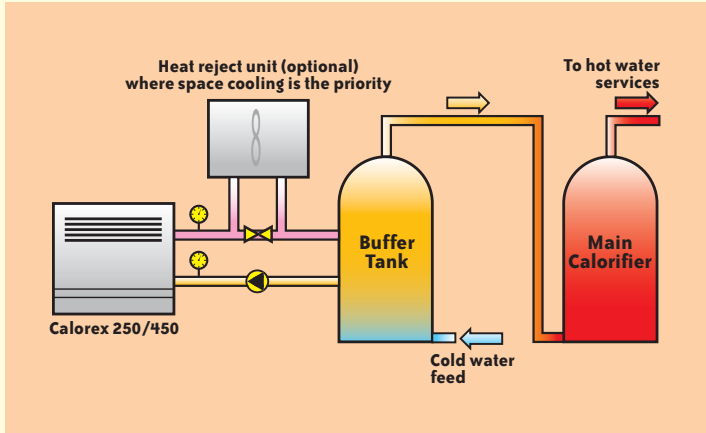 Heat reject unit (optional)
where space cooling is the priority
To hot water
services
Buffer
Tank
Main
Calorifier
Calorex 250/450
Cold water
feed